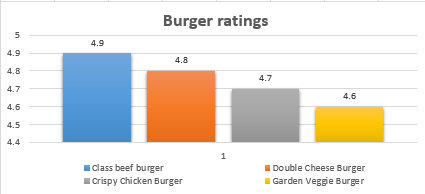 Burger ratings
5
4.9
4.8
4.7
4.6
4.5
4.4
4.9
4.8
4.7
4.6
1
Class beef burger
Double Cheese Burger
Crispy Chicken Burger
Garden Veggie Burger